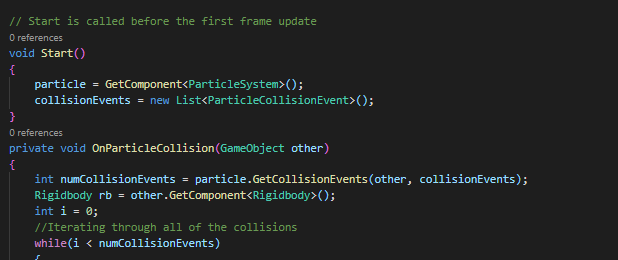 // Start is called before the first frame update
0 references
void Start()
{
particle = GetComponent<ParticleSystem>();
collisionEvents = new List<ParticleCollisionEvent>();
}
0 references
private void OnParticleCollision(GameObject other)
{
int numCollisionEvents = particle.GetCollisionEvents(other, collisionEvents);
Rigidbody rb = other.GetComponent<Rigidbody>();
int i = 0;
//Iterating through all of the collisions
while(i < numCollisionEvents)
{